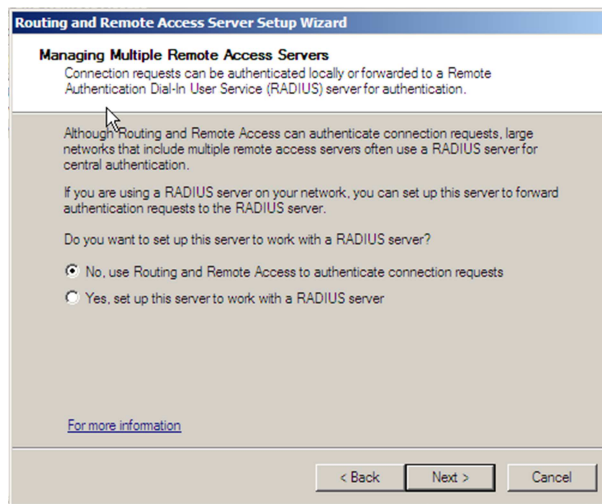 Routing and Remote Access Server Setup Wizard
Managing Multiple Remote Access Servers
Connection requests can be authenticated locally or forwarded to a Remote
Authentication Dial-In User Service (RADIUS) server for authentication.
Although Routing and Remote Access can authenticate connection requests, large
networks that include multiple remote access servers often use a RADIUS server for
central authentication.
If you are using a RADIUS server on your network, you can set up this server to forward
authentication requests to the RADIUS server.
Do you want to set up this server to work with a RADIUS server?
No, use Routing and Remote Access to authenticate connection requests
Yes, set up this server to work with a RADIUS server
For more information
< Back Next > Cancel